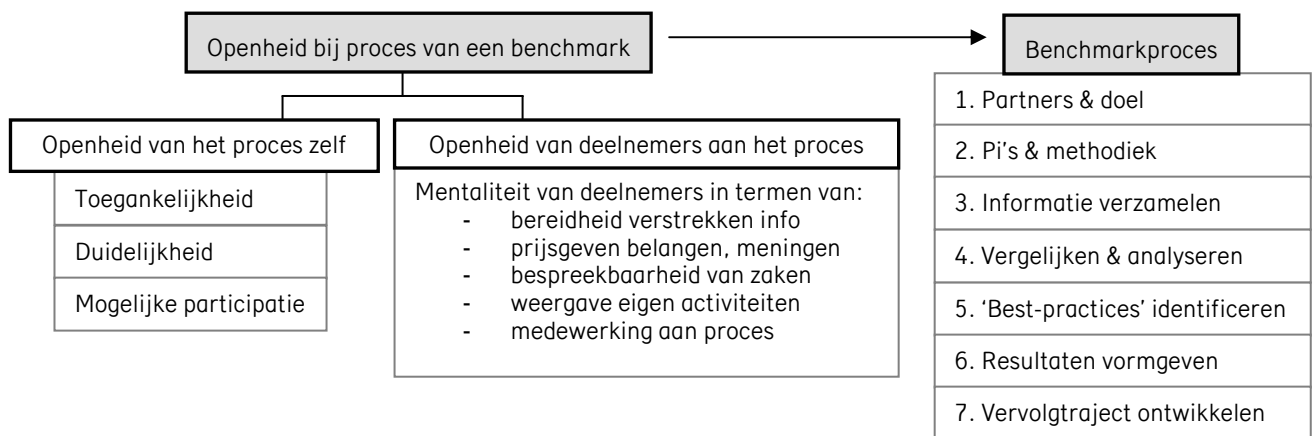 Openheid bij proces van een benchmark
Openheid van het proces zelf
Toegankelijkheid
Duidelijkheid
Mogelijke participatie
Openheid van deelnemers aan het proces
Mentaliteit van deelnemers in termen van:
- bereidheid verstrekken info
- prijsgeven belangen, meningen
- bespreekbaarheid van zaken
- weergave eigen activiteiten
- medewerking aan proces
Benchmarkproces
1. Partners & doel
2. Pi's & methodiek
3. Informatie verzamelen
4. Vergelijken & analyseren
5. ‘Best-practices’ identificeren
6. Resultaten vormgeven
7. Vervolgtraject ontwikkelen